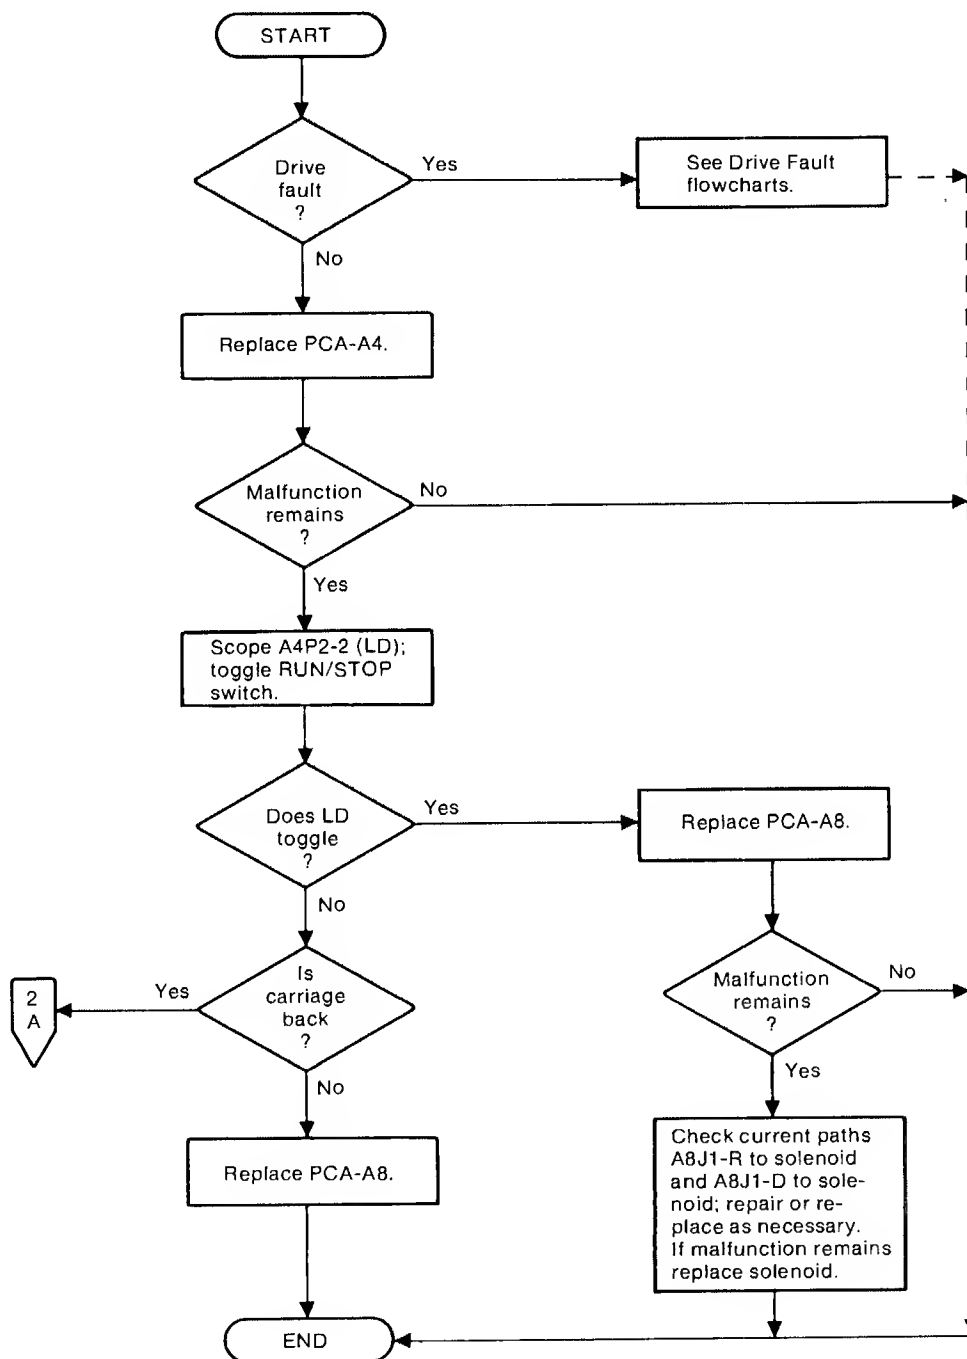 START
Drive
fault
?
Yes
See Drive Fault
flowcharts.
No
Replace PCA-A4.
Malfunction
remains
?
No
Yes
Scope A4P2-2 (LD);
toggle RUN/STOP
switch.
Does LD
toggle
?
Yes
Replace PCA-A8.
No
Is
carriage
back
?
Yes
2
A
Malfunction
remains
?
No
No
Yes
Replace PCA-A8.
Check current paths
A8J1-R to solenoid
and A8J1-D to sole-
noid; repair or re-
place as necessary.
If malfunction remains
replace solenoid.
END